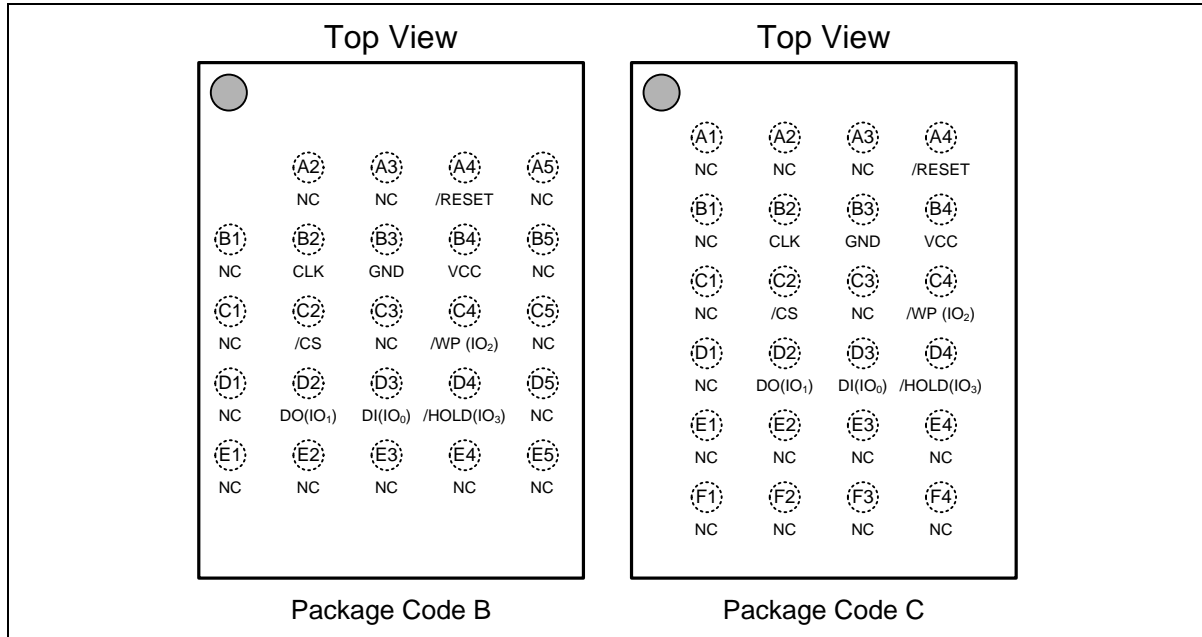 Top View
A2 A3 A4 A5
NC NC /RESET NC
B1 B2 B3 B4 B5
NC CLK GND VCC NC
C1 C2 C3 C4 C5
NC /CS NC /WP (IO₂) NC
D1 D2 D3 D4 D5
NC DO(IO₁) DI(IO₀) /HOLD(IO₃) NC
E1 E2 E3 E4 E5
NC NC NC NC NC
Package Code B
Top View
A1 A2 A3 A4
NC NC NC /RESET
B1 B2 B3 B4
NC CLK GND VCC
C1 C2 C3 C4
NC /CS NC /WP (IO₂)
D1 D2 D3 D4
NC DO(IO₁) DI(IO₀) /HOLD(IO₃)
E1 E2 E3 E4
NC NC NC NC
F1 F2 F3 F4
NC NC NC NC
Package Code C